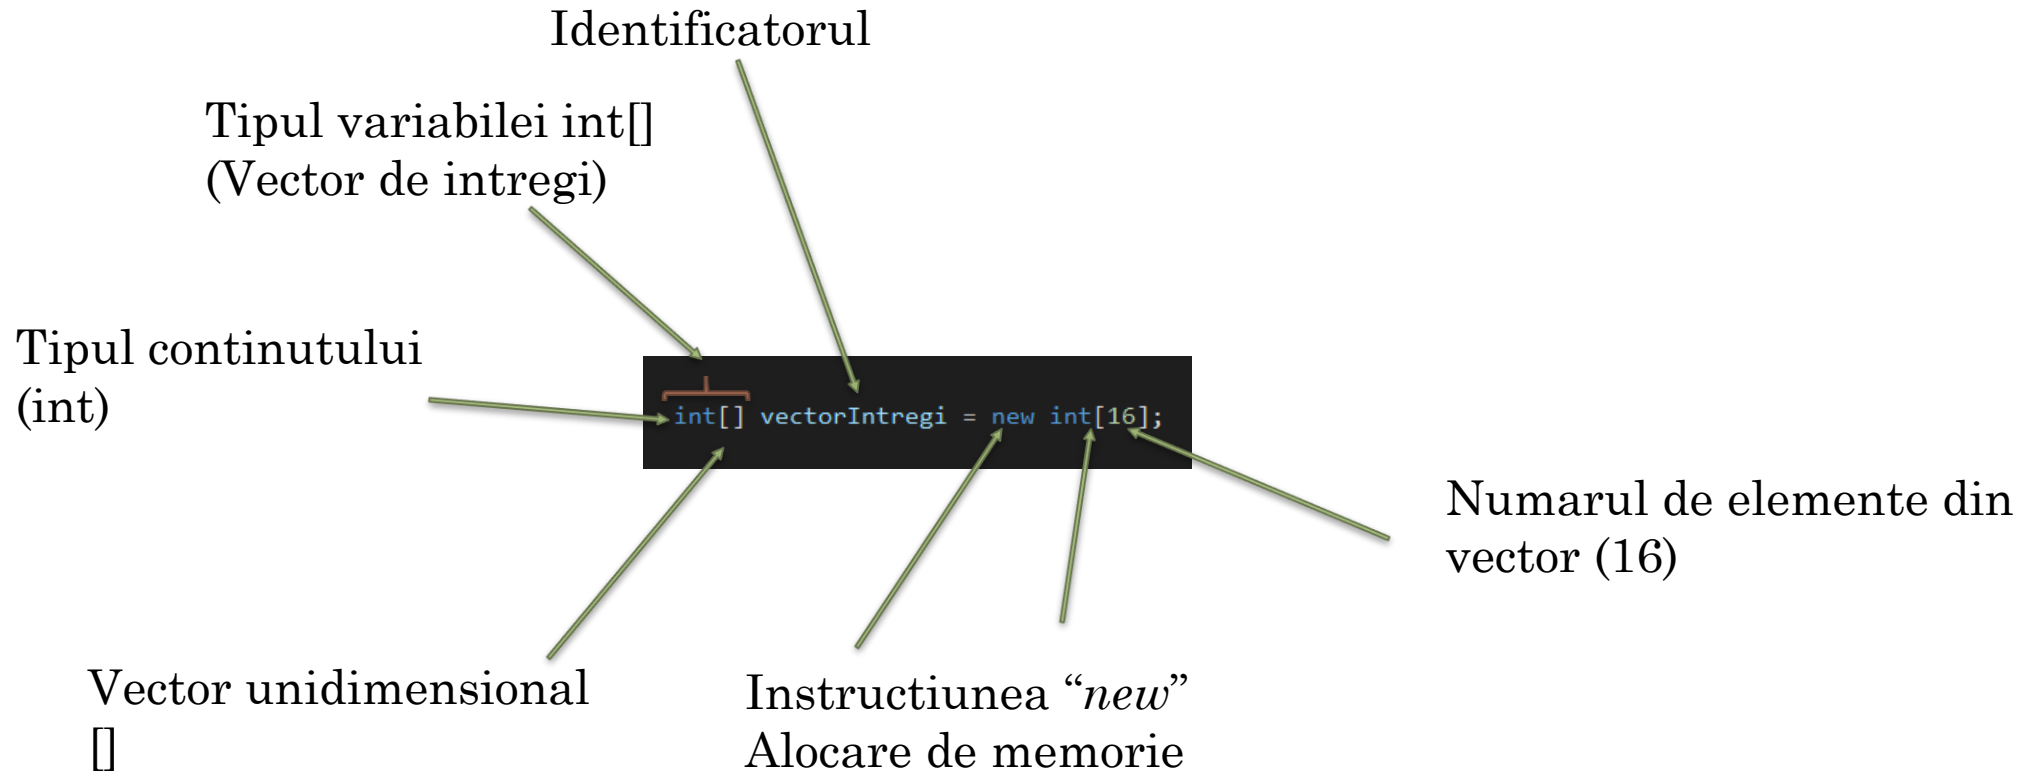 Identificatorul
Tipul variabilei int[]
(Vector de intregi)
Tipul continutului
(int)
int[] vectorIntregi = new int[16];
Numarul de elemente din
vector (16)
Vector unidimensional
[]
Instructiunea “new”
Alocare de memorie